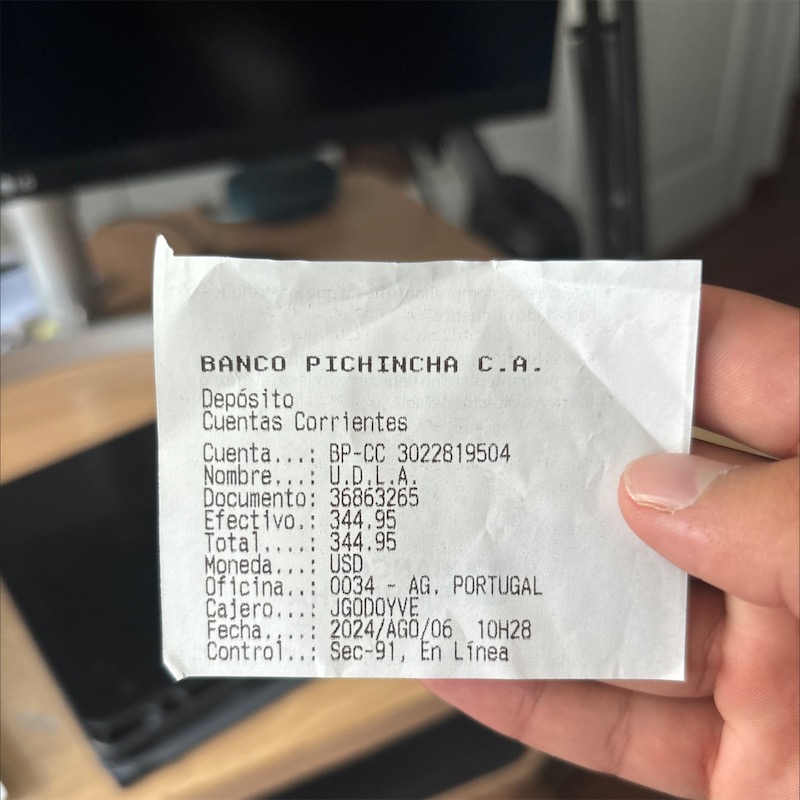 BANCO PICHINCHA C.A.
Depósito
Cuentas Corrientes
Cuenta...: BP-CC 3022819504
Nombre...: U.D.L.A.
Documento: 36863265
Efectivo.: 344.95
Total....: 344.95
Moneda...: USD
Oficina..: 0034 - AG. PORTUGAL
Cajero...: JGODOYVE
Fecha....: 2024/AGO/06 10H28
Control..: Sec-91, En Línea